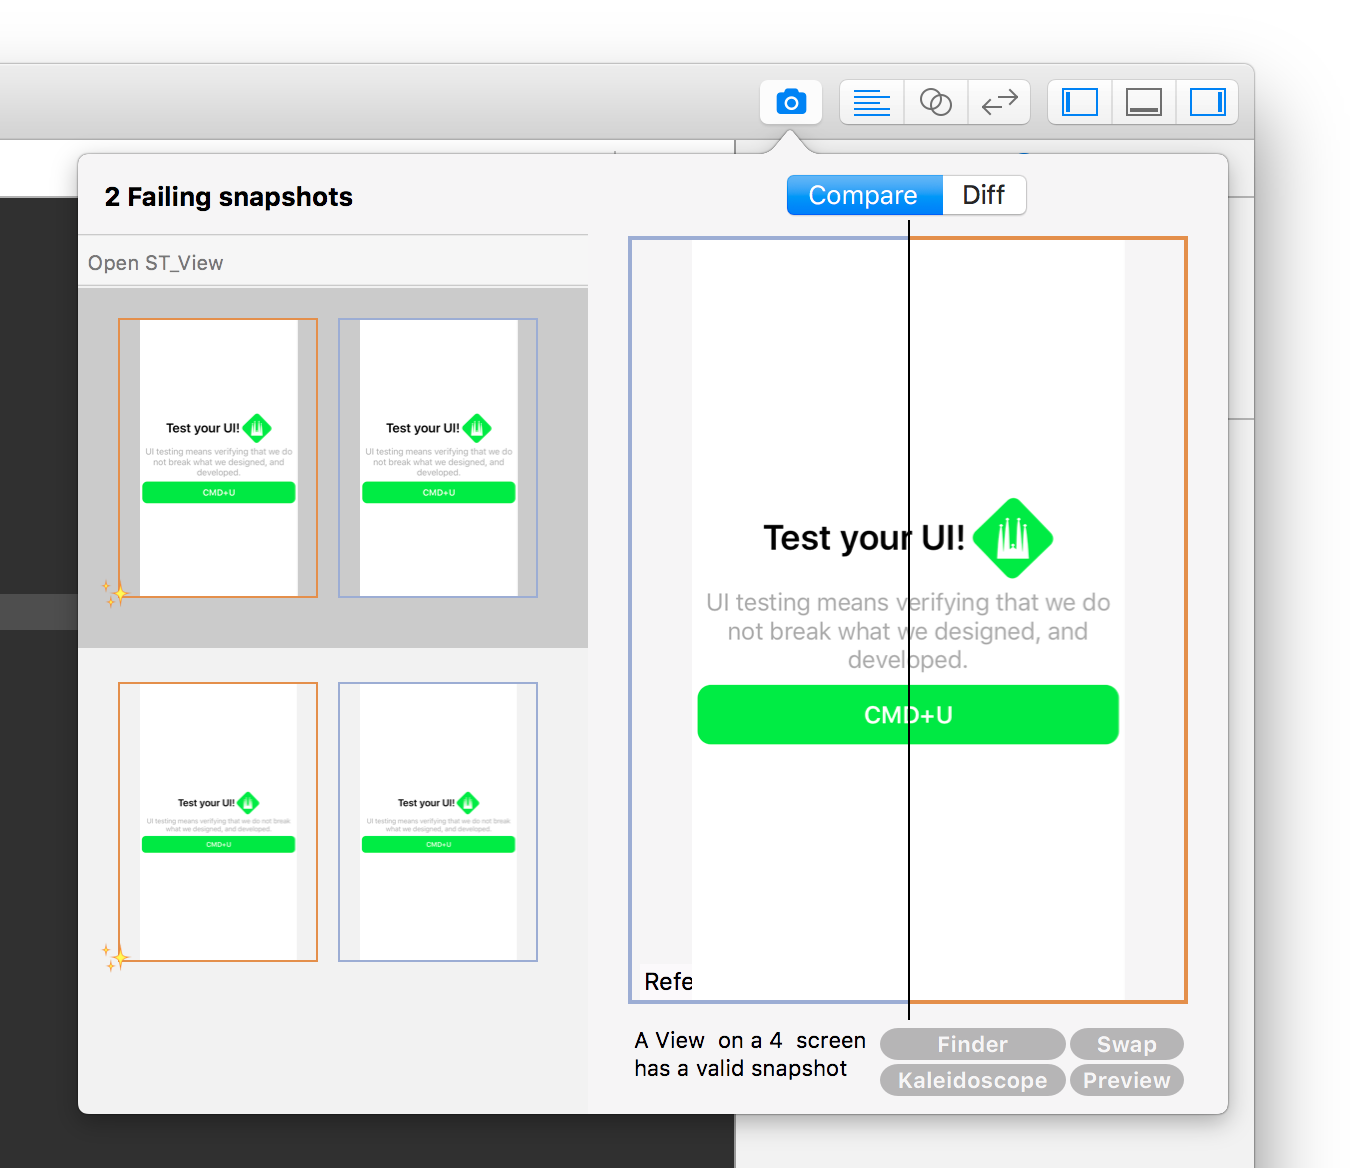 2 Failing snapshots
Compare
Diff
Open ST_View
Test your UI!
UI testing means verifying that we do
not break what we designed, and
developed.
CMD+U
Test your UI!
UI testing means verifying that we do
not break what we designed, and
developed.
CMD+U
Test your UI!
UI testing means verifying that we do not break
what we designed, and developed.
CMD+U
Test your UI!
UI testing means verifying that we do not break
what we designed, and developed.
CMD+U
Test your UI!
UI testing means verifying that we do
not break what we designed, and
developed.
CMD+U
Refe
A View  on a 4  screen
has a valid snapshot
Finder
Swap
Kaleidoscope
Preview